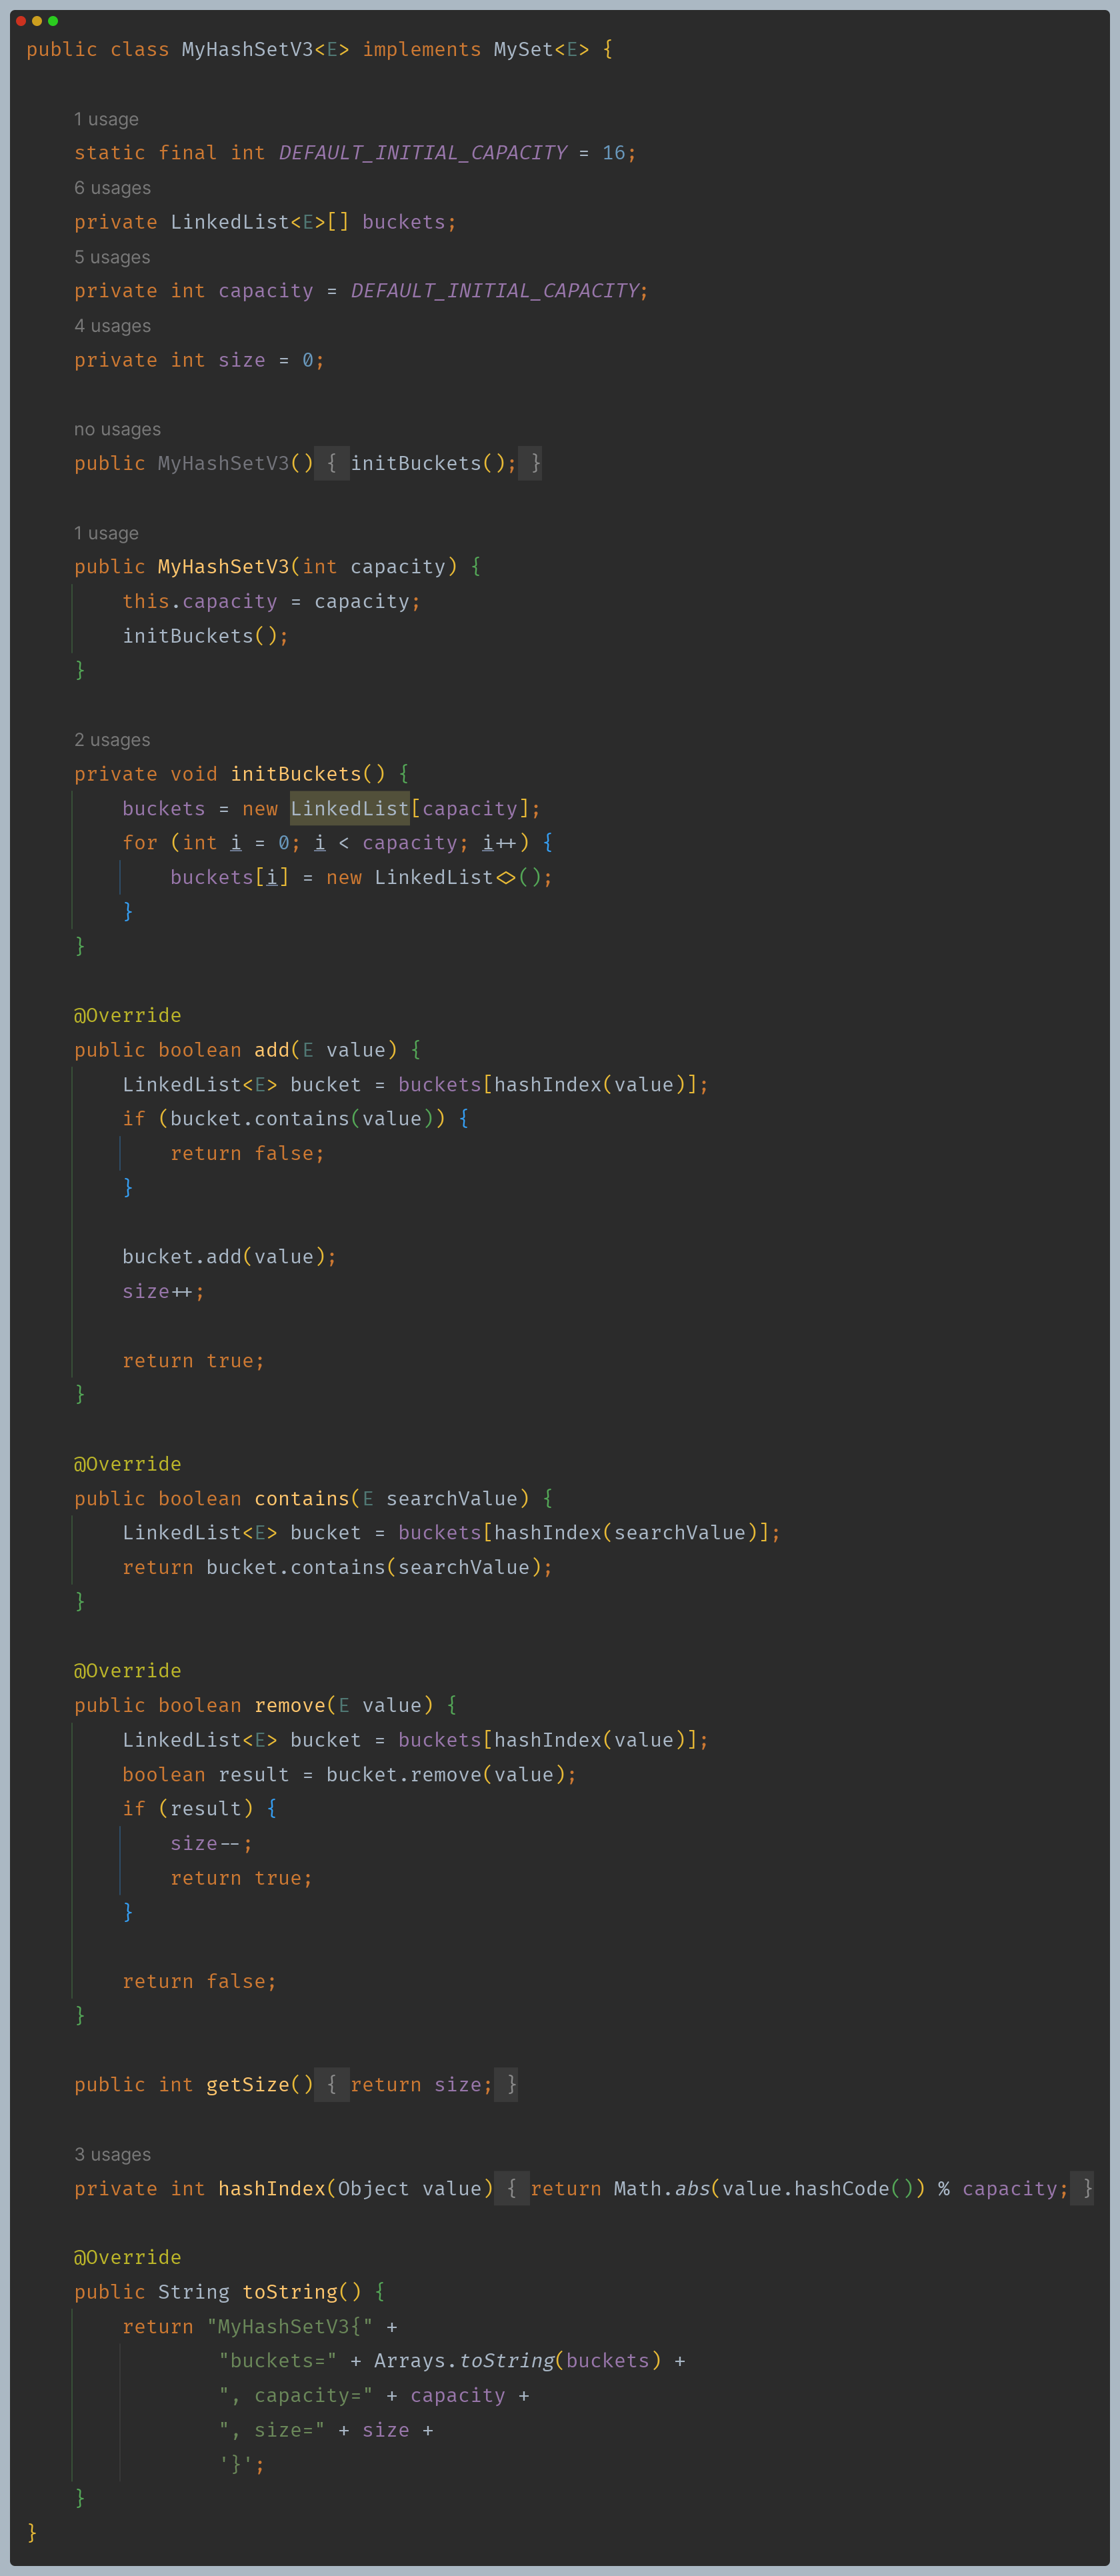 public class MyHashSetV3<E> implements MySet<E> {
1 usage
static final int DEFAULT_INITIAL_CAPACITY = 16;
6 usages
private LinkedList<E>[] buckets;
5 usages
private int capacity = DEFAULT_INITIAL_CAPACITY;
4 usages
private int size = 0;
no usages
public MyHashSetV3() { initBuckets(); }
1 usage
public MyHashSetV3(int capacity) {
this.capacity = capacity;
initBuckets();
}
2 usages
private void initBuckets() {
buckets = new LinkedList[capacity];
for (int i = 0; i < capacity; i++) {
buckets[i] = new LinkedList<>();
}
}
@Override
public boolean add(E value) {
LinkedList<E> bucket = buckets[hashIndex(value)];
if (bucket.contains(value)) {
return false;
}
bucket.add(value);
size++;
return true;
}
@Override
public boolean contains(E searchValue) {
LinkedList<E> bucket = buckets[hashIndex(searchValue)];
return bucket.contains(searchValue);
}
@Override
public boolean remove(E value) {
LinkedList<E> bucket = buckets[hashIndex(value)];
boolean result = bucket.remove(value);
if (result) {
size--;
return true;
}
return false;
}
public int getSize() { return size; }
3 usages
private int hashIndex(Object value) { return Math.abs(value.hashCode()) % capacity; }
@Override
public String toString() {
return "MyHashSetV3{" +
"buckets=" + Arrays.toString(buckets) +
", capacity=" + capacity +
", size=" + size +
'}';
}
}